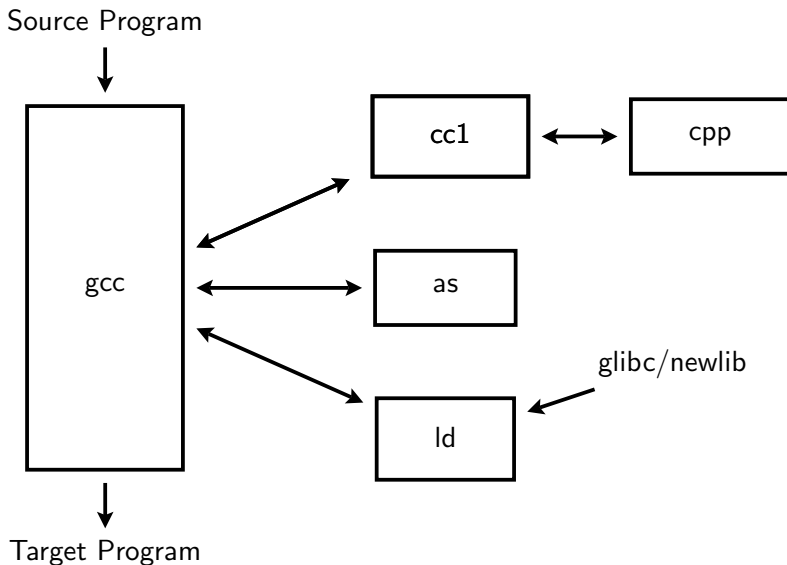 Source Program
cc1
cpp
gcc
as
glibc/newlib
ld
Target Program